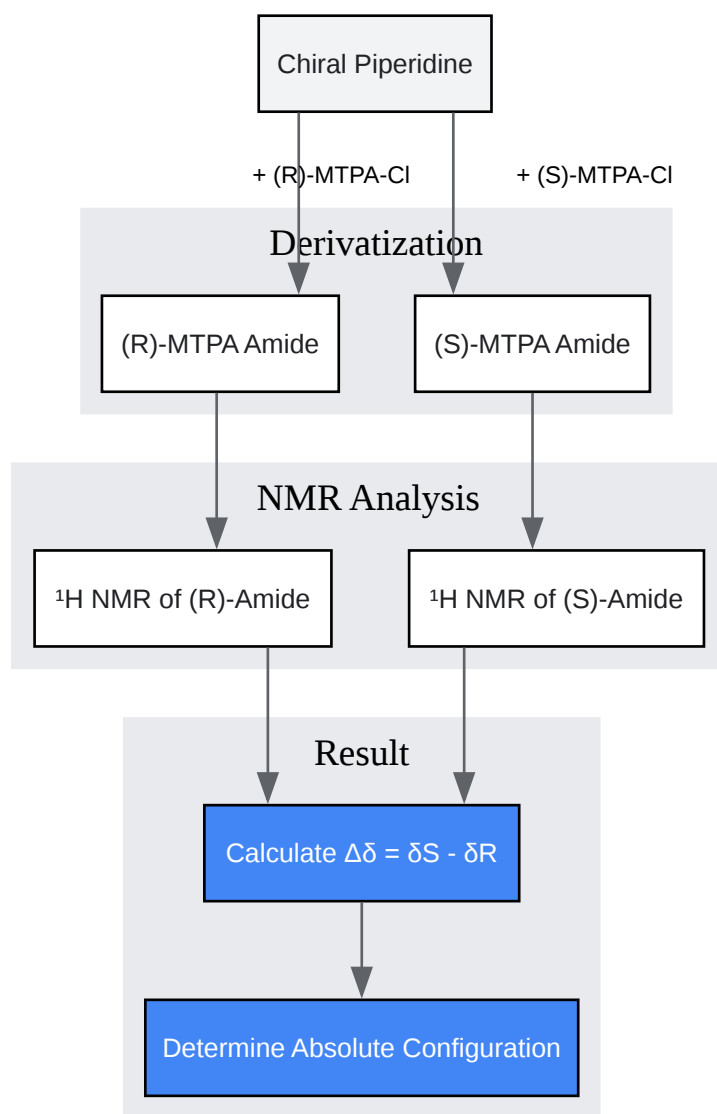 Chiral Piperidine
+ (R)-MTPA-Cl
+ (S)-MTPA-Cl
Derivatization
(R)-MTPA Amide
(S)-MTPA Amide
NMR Analysis
¹H NMR of (R)-Amide
¹H NMR of (S)-Amide
Result
Calculate Δδ = δS - δR
Determine Absolute Configuration